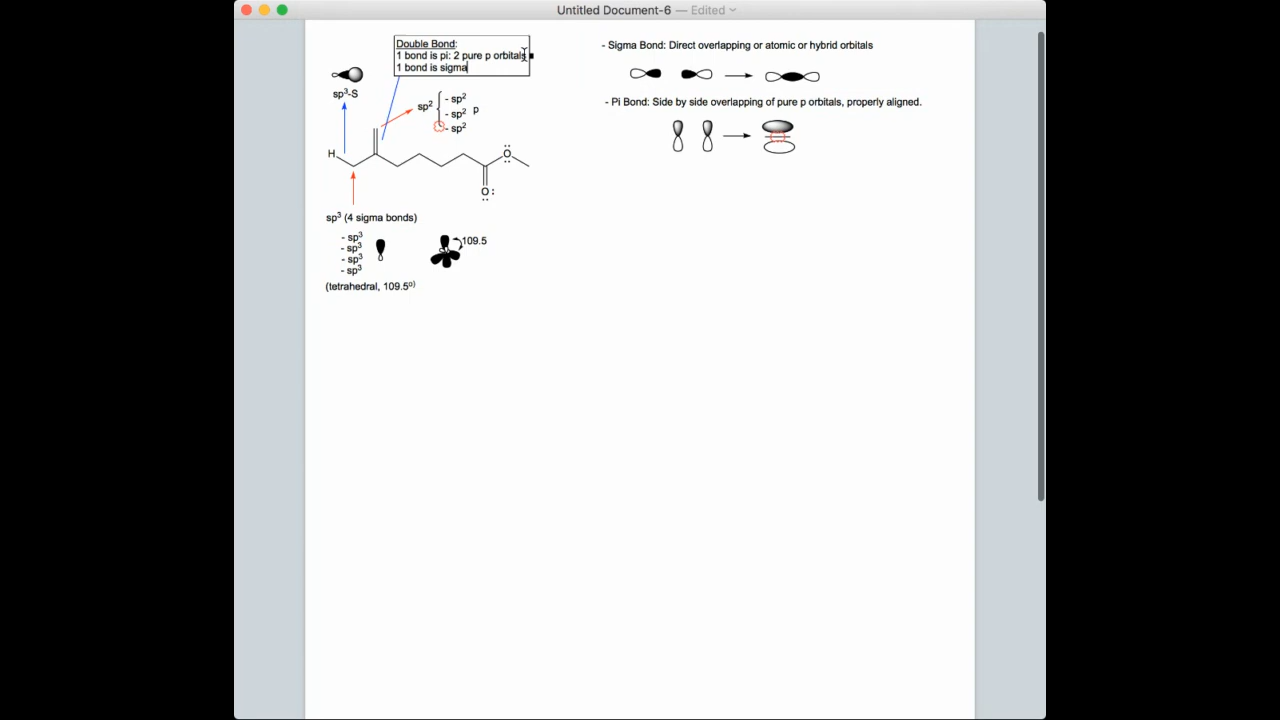 Untitled Document-6 — Edited
Double Bond:
1 bond is pi: 2 pure p orbitals
1 bond is sigma
- Sigma Bond: Direct overlapping or atomic or hybrid orbitals
sp³-S
sp² - sp²
- sp² p
- sp²
- Pi Bond: Side by side overlapping of pure p orbitals, properly aligned.
H
O
O
sp³ (4 sigma bonds)
- sp³
- sp³
- sp³
- sp³
109.5
(tetrahedral, 109.5º)